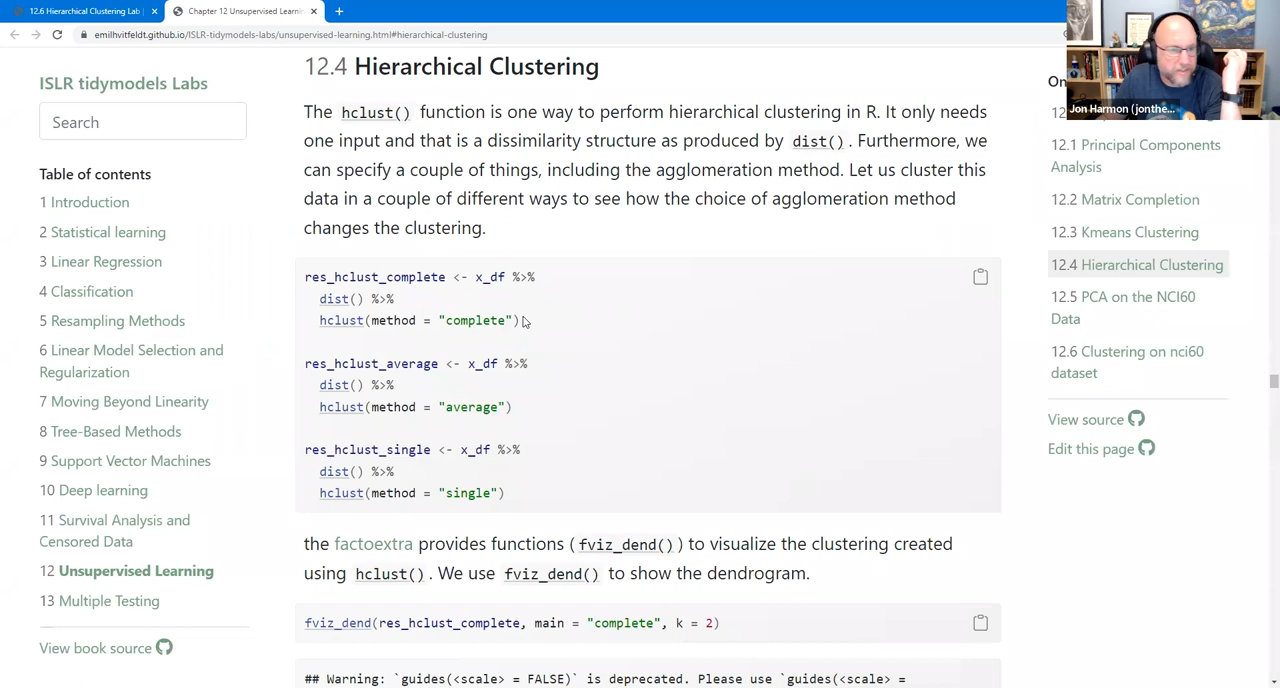 12.6 Hierarchical Clustering Lab
Chapter 12 Unsupervised Learnin
emilhvitfeldt.github.io/ISLR-tidymodels-labs/unsupervised-learning.html#hierarchical-clustering
Jon Harmon (jonthe...
ISLR tidymodels Labs
Search
Table of contents
1 Introduction
2 Statistical learning
3 Linear Regression
4 Classification
5 Resampling Methods
6 Linear Model Selection and
Regularization
7 Moving Beyond Linearity
8 Tree-Based Methods
9 Support Vector Machines
10 Deep learning
11 Survival Analysis and
Censored Data
12 Unsupervised Learning
13 Multiple Testing
View book source
12.4 Hierarchical Clustering
The hclust() function is one way to perform hierarchical clustering in R. It only needs
one input and that is a dissimilarity structure as produced by dist(). Furthermore, we
can specify a couple of things, including the agglomeration method. Let us cluster this
data in a couple of different ways to see how the choice of agglomeration method
changes the clustering.
res_hclust_complete <- x_df %>%
dist() %>%
hclust(method = "complete")
res_hclust_average <- x_df %>%
dist() %>%
hclust(method = "average")
res_hclust_single <- x_df %>%
dist() %>%
hclust(method = "single")
the factoextra provides functions (fviz_dend()) to visualize the clustering created
using hclust(). We use fviz_dend() to show the dendrogram.
fviz_dend(res_hclust_complete, main = "complete", k = 2)
## Warning: `guides(<scale> = FALSE)` is deprecated. Please use `guides(<scale> =
On
12
12.1 Principal Components
Analysis
12.2 Matrix Completion
12.3 Kmeans Clustering
12.4 Hierarchical Clustering
12.5 PCA on the NCI60
Data
12.6 Clustering on nci60
dataset
View source
Edit this page